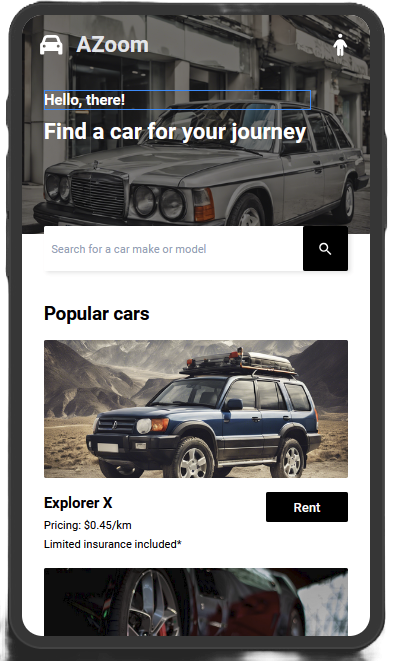 AZoom
Hello, there!
Find a car for your journey
Search for a car make or model
Popular cars
Explorer X
Rent
Pricing: $0.45/km
Limited insurance included*